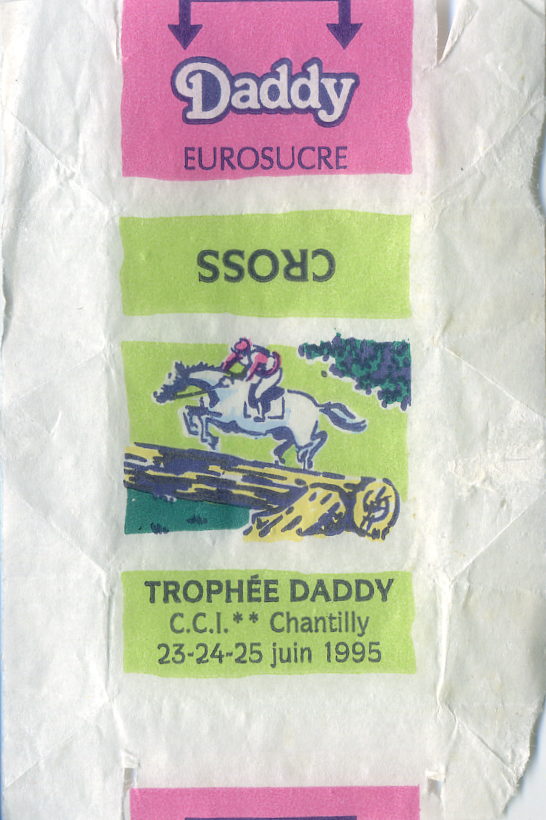 Daddy
EUROSUCRE
CROSS
TROPHÉE DADDY
C.C.I.** Chantilly
23-24-25 juin 1995